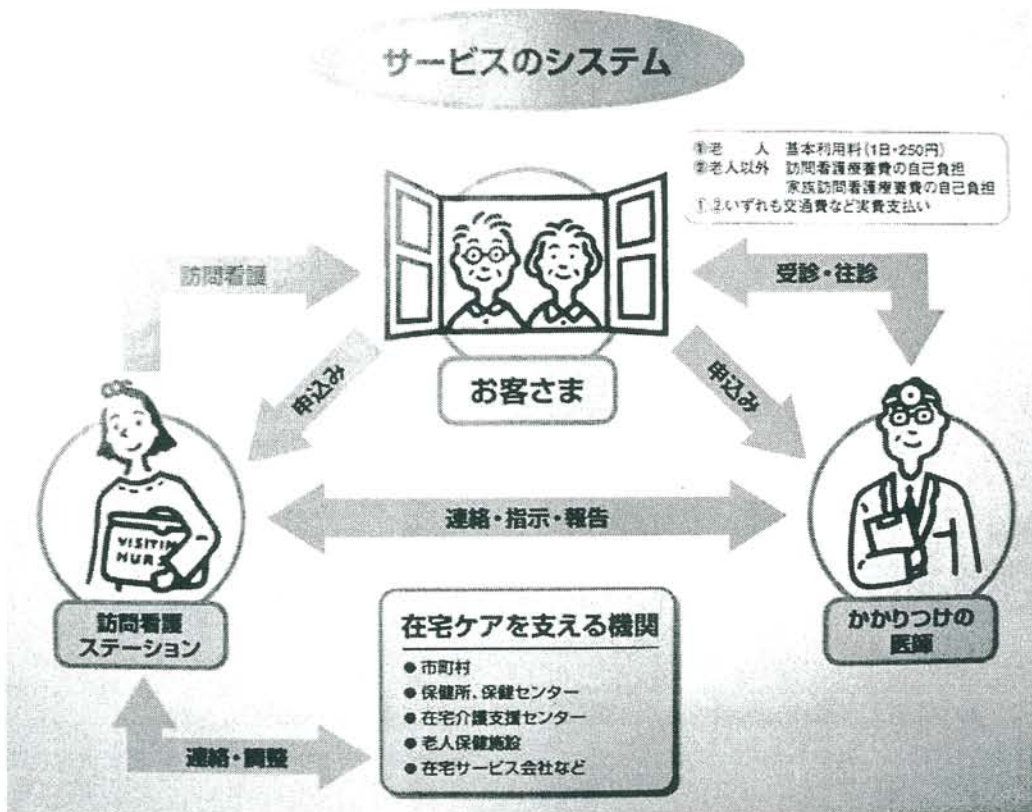 サービスのシステム
①老　人　基本利用料(1日・250円)
②老人以外　訪問看護療養費の自己負担
家族訪問看護療養費の自己負担
①,②いずれも交通費など実費支払い
訪問看護
受診・往診
申込み
お客さま
申込み
VISITIN
NUR
連絡・指示・報告
訪問看護
ステーション
かかりつけの
医師
在宅ケアを支える機関
●市町村
●保健所、保健センター
●在宅介護支援センター
●老人保健施設
●在宅サービス会社など
連絡・調整